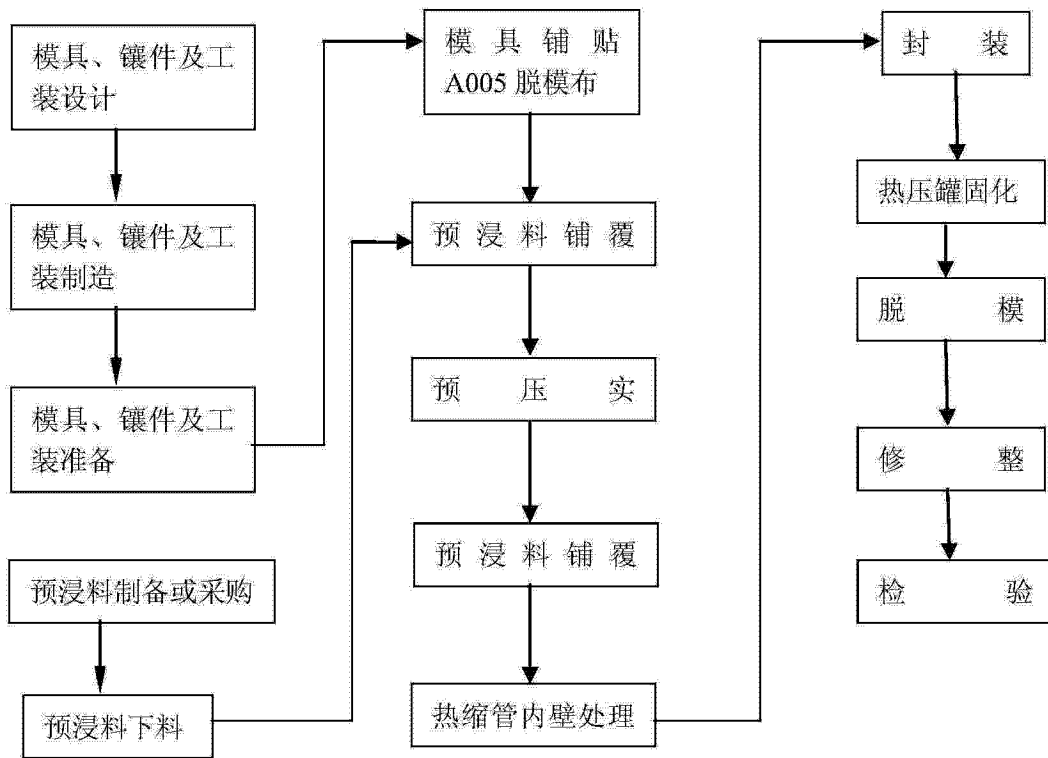 模具、镶件及工
装设计
模具、镶件及工
装制造
模具、镶件及工
装准备
预浸料制备或采购
预浸料下料
模具铺贴
A005脱模布
预浸料铺覆
预压实
预浸料铺覆
热缩管内壁处理
封装
热压罐固化
脱模
修整
检验